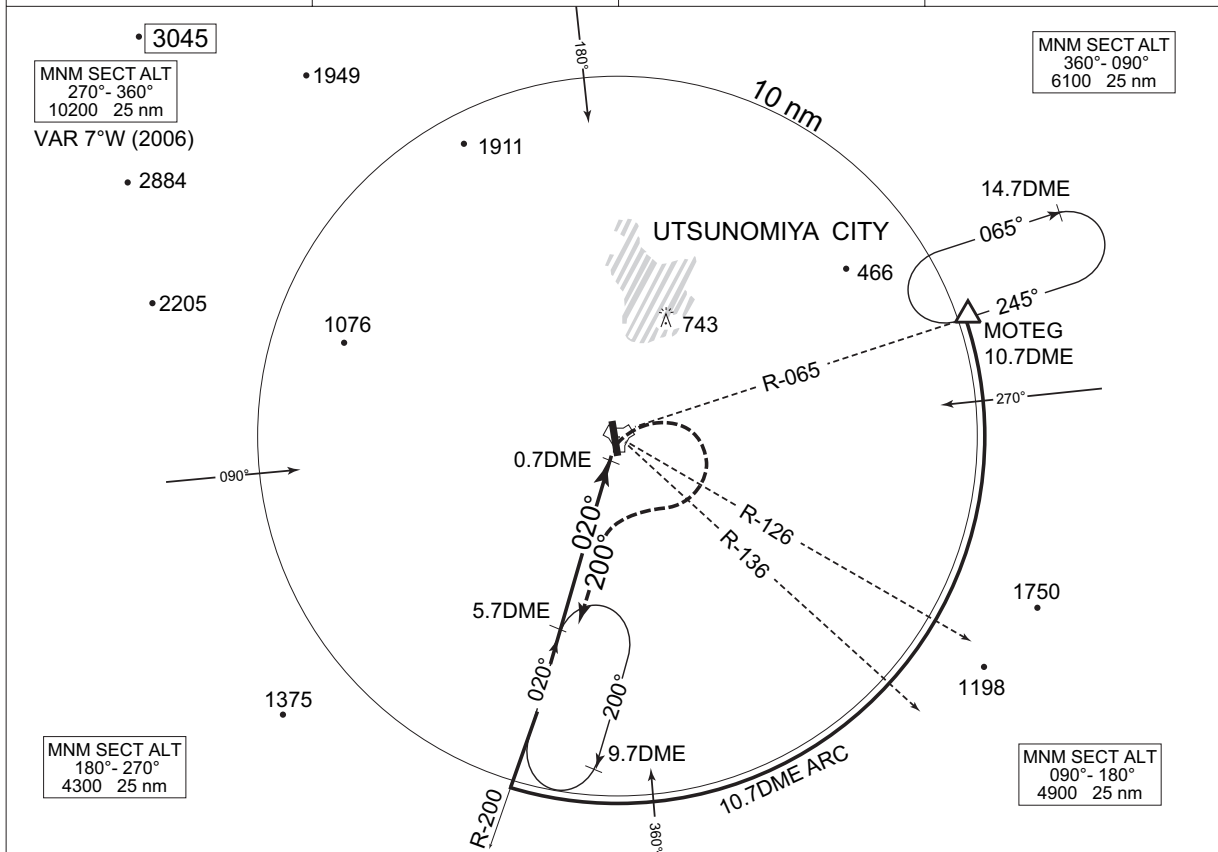 3045
MNM SECT ALT
270°- 360°
10200 25 nm
VAR 7°W (2006)
1949
180°
10 nm
MNM SECT ALT
360°- 090°
6100 25 nm
1911
2884
14.7DME
UTSUNOMIYA CITY
065°
466
245°
2205
743
MOTEG
10.7DME
1076
R-065
270°
0.7DME
090°
020°
200°
R-126
R-136
5.7DME
1750
020°
200°
1198
1375
MNM SECT ALT
180°- 270°
4300 25 nm
9.7DME
10.7DME ARC
R-200
360°
MNM SECT ALT
090°- 180°
4900 25 nm